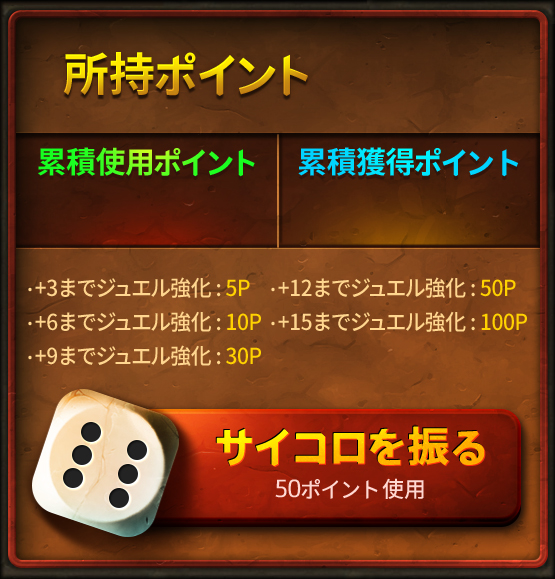 所持ポイント
累積使用ポイント 累積獲得ポイント
·+3までジュエル強化 : 5P ·+12までジュエル強化 : 50P
·+6までジュエル強化 : 10P ·+15までジュエル強化 : 100P
·+9までジュエル強化 : 30P
サイコロを振る
50ポイント使用